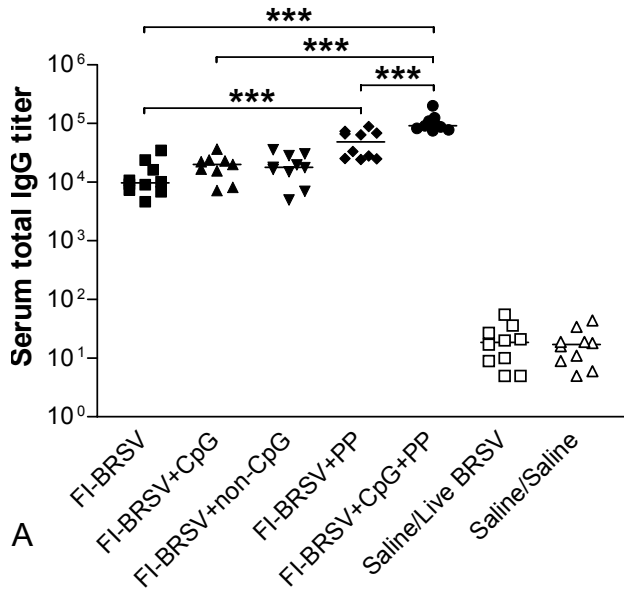 ***
***
***
***
Serum total IgG titer
10⁶
10⁵
10⁴
10³
10²
10¹
10⁰
FI-BRSV
FI-BRSV+CpG
FI-BRSV+non-CpG
FI-BRSV+PP
FI-BRSV+CpG+PP
Saline/Live BRSV
Saline/Saline
A